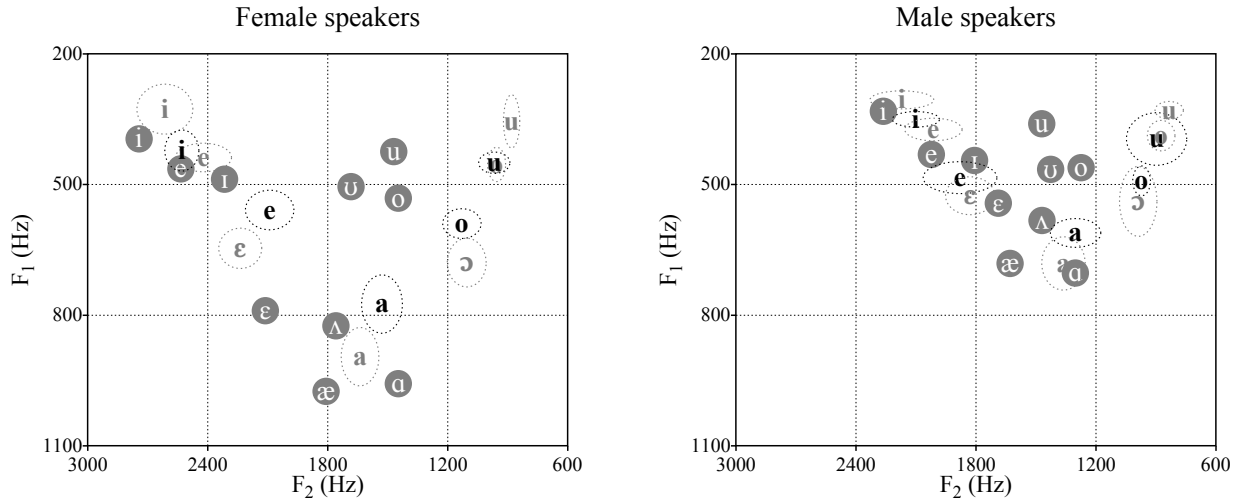 Female speakers
200
500
800
1100
F1 (Hz)
3000 2400 1800 1200 600
F2 (Hz)
i
u
i
i
u
e
e
u
ɪ
ʊ
o
e
o
ɛ
ɔ
ɛ
a
ʌ
a
æ
ɑ
Male speakers
200
500
800
1100
F1 (Hz)
3000 2400 1800 1200 600
F2 (Hz)
i
i
u
i
u
e
o
u
e
ɪ
ʊ
o
e
o
ɛ
ɛ
ɔ
ʌ
a
æ
a
ɑ